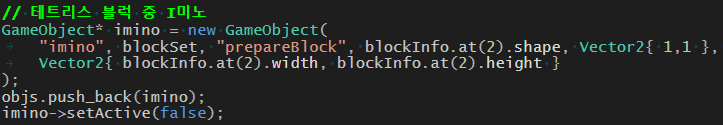 // 테트리스 블럭 중 I미노
GameObject* imino = new GameObject(
"imino", blockSet, "prepareBlock", blockInfo.at(2).shape, Vector2{ 1,1 },
Vector2{ blockInfo.at(2).width, blockInfo.at(2).height }
);
objs.push_back(imino);
imino->setActive(false);